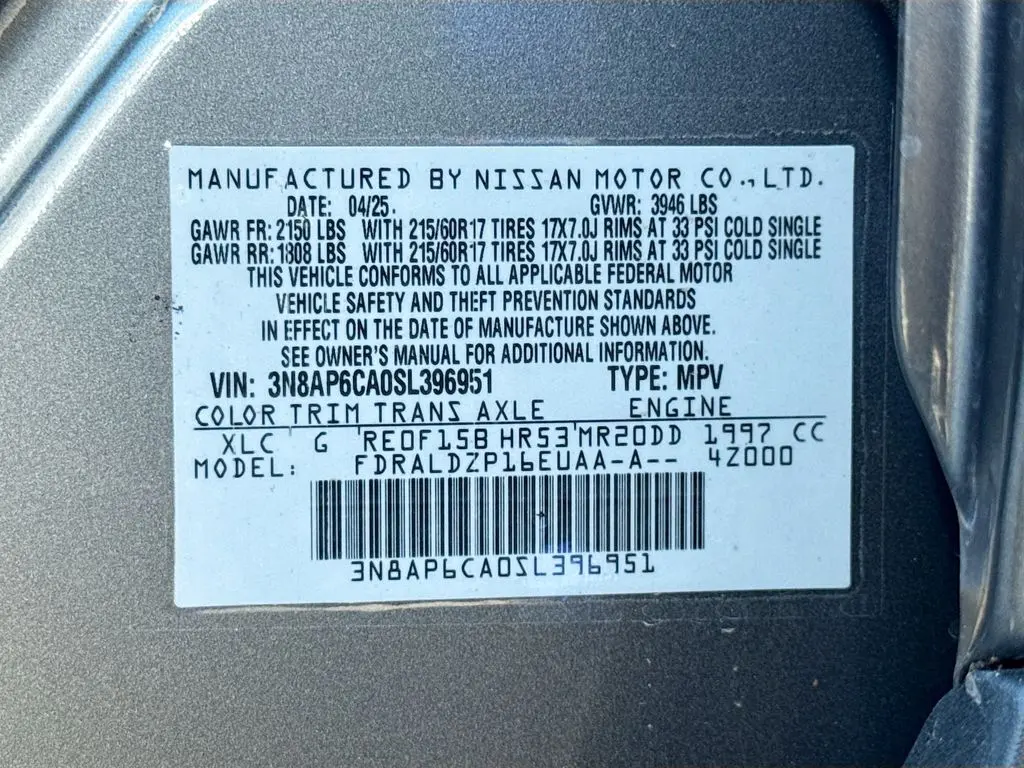 MANUFACTURED BY NISSAN MOTOR CO., LTD.
DATE: 04/25. GVWR: 3946 LBS
GAWR FR: 2150 LBS WITH 215/60R17 TIRES 17X7.0J RIMS AT 33 PSI COLD SINGLE
GAWR RR: 1808 LBS WITH 215/60R17 TIRES 17X7.0J RIMS AT 33 PSI COLD SINGLE
THIS VEHICLE CONFORMS TO ALL APPLICABLE FEDERAL MOTOR
VEHICLE SAFETY AND THEFT PREVENTION STANDARDS
IN EFFECT ON THE DATE OF MANUFACTURE SHOWN ABOVE.
SEE OWNER'S MANUAL FOR ADDITIONAL INFORMATION.
VIN: 3N8AP6CA0SL396951 TYPE: MPV
COLOR TRIM TRANS AXLE ENGINE
XLC G RE0F15B HR53 MR20DD 1997 CC
MODEL: FDRALDZP16EUAA-A-- 4Z000
3N8AP6CA0SL396951